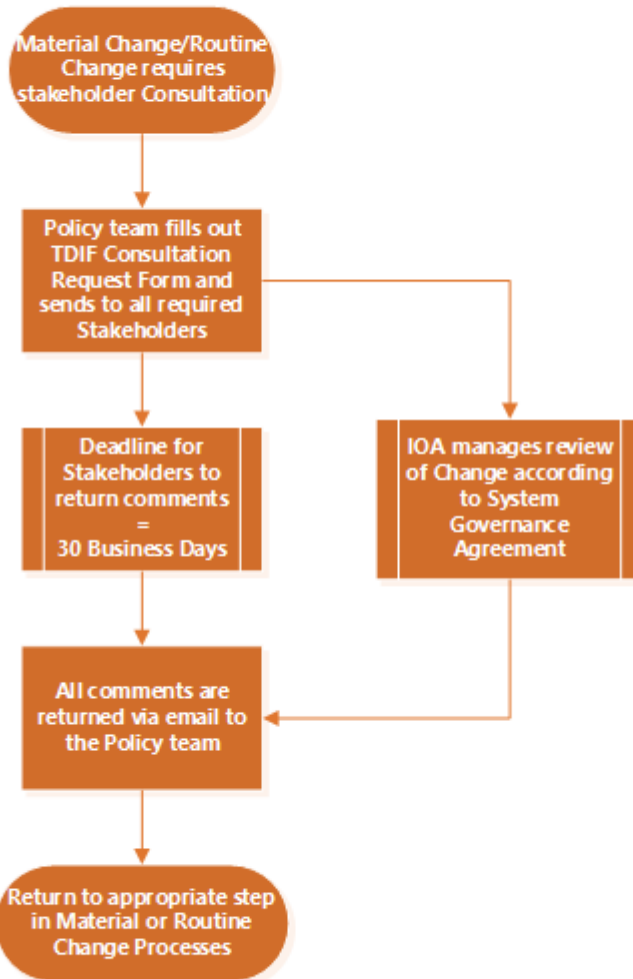 Material Change/Routine
Change requires
stakeholder Consultation
Policy team fills out
TDIF Consultation
Request Form and
sends to all required
Stakeholders
Deadline for
Stakeholders to
return comments
=
30 Business Days
IOA manages review
of Change according
to System
Governance
Agreement
All comments are
returned via email to
the Policy team
Return to appropriate step
in Material or Routine
Change Processes